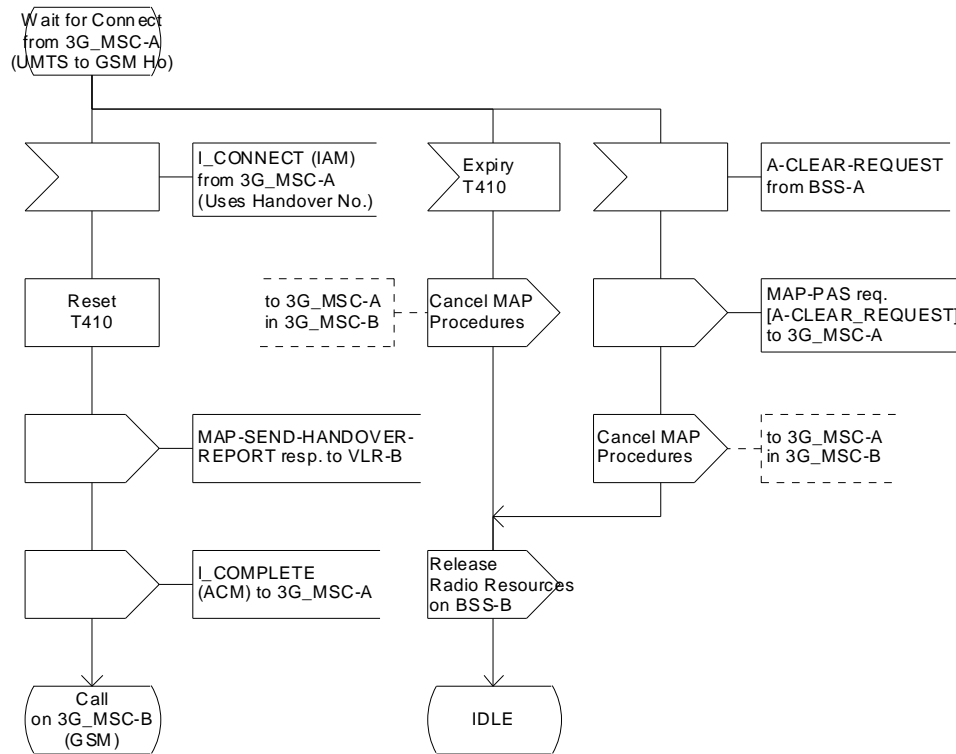 Wait for Connect
from 3G_MSC-A
(UMTS to GSM Ho)
I_CONNECT (IAM)
from 3G_MSC-A
(Uses Handover No.)
Expiry
T410
A-CLEAR-REQUEST
from BSS-A
Reset
T410
to 3G_MSC-A
in 3G_MSC-B
Cancel MAP
Procedures
MAP-PAS req.
[A-CLEAR_REQUEST]
to 3G_MSC-A
MAP-SEND-HANDOVER-
REPORT resp. to VLR-B
Cancel MAP
Procedures
to 3G_MSC-A
in 3G_MSC-B
I_COMPLETE
(ACM) to 3G_MSC-A
Release
Radio Resources
on BSS-B
Call
on 3G_MSC-B
(GSM)
IDLE